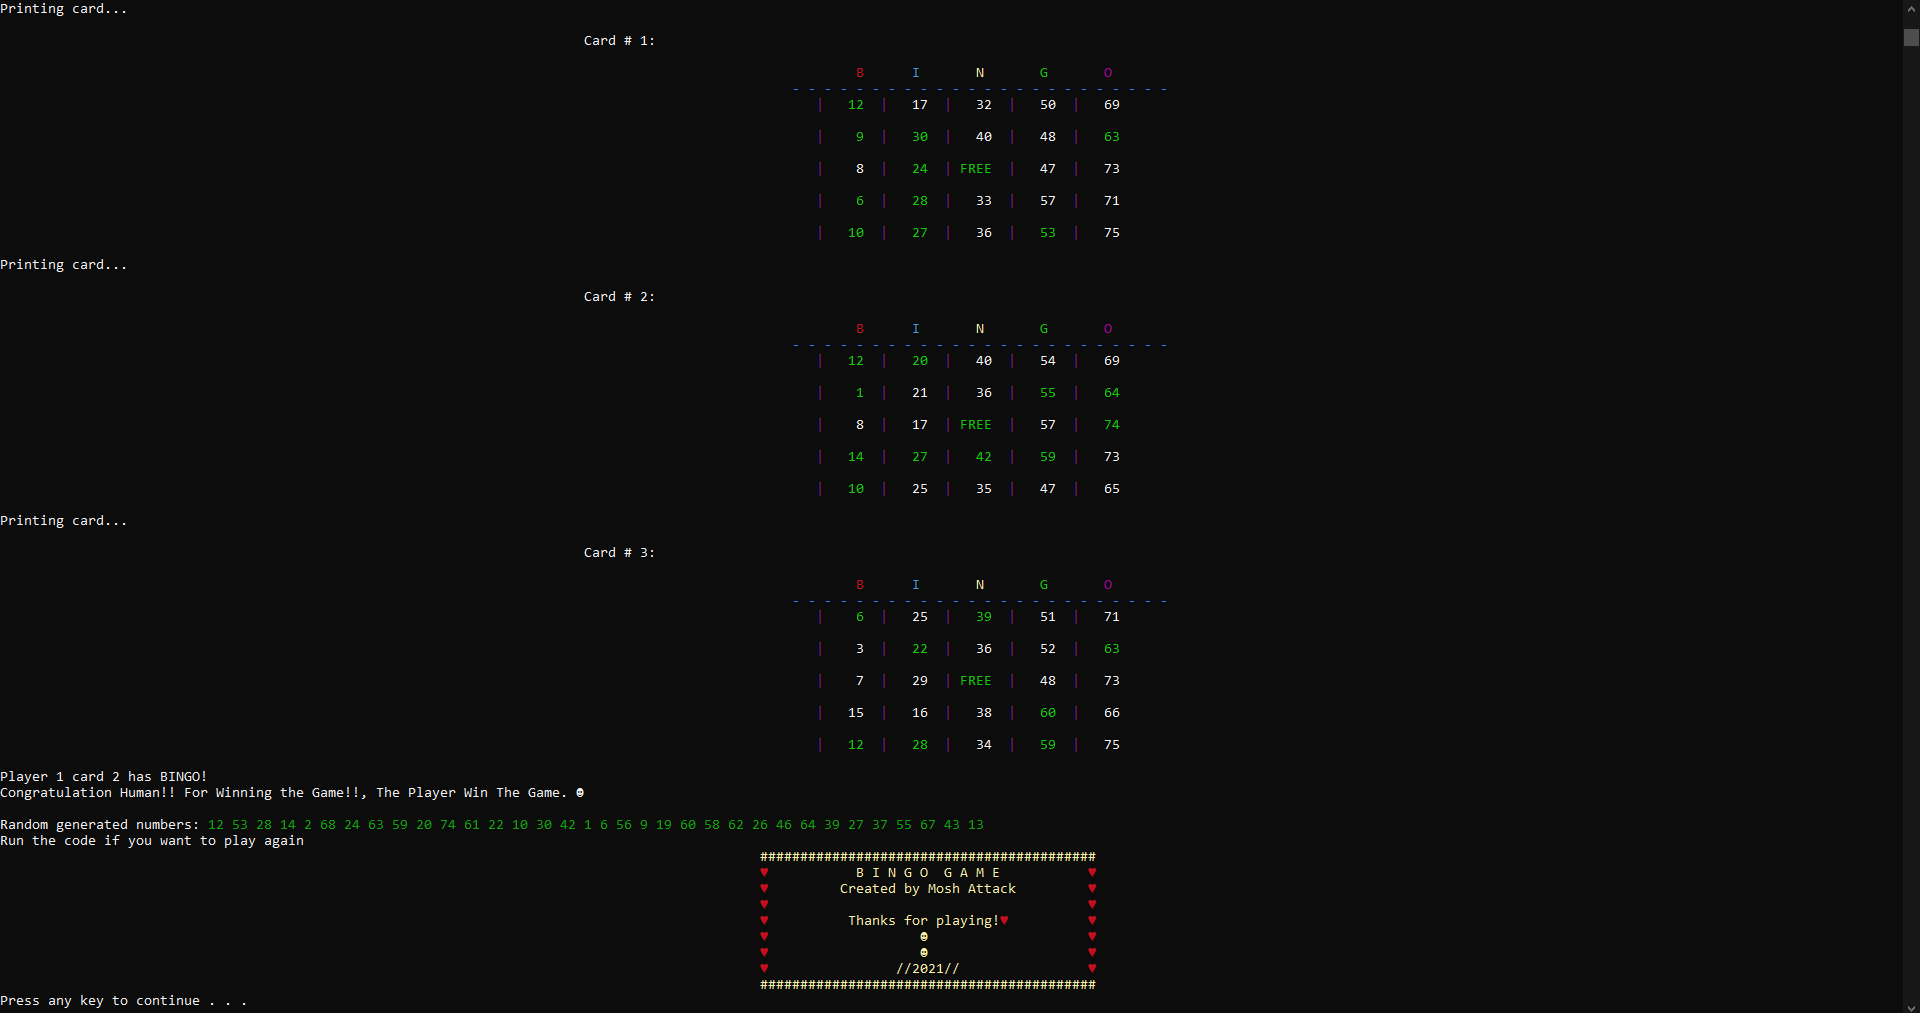 Printing card...
Card # 1:
B I N G O
- - - - - - - - - - - - - - - - - - - - - - - -
| 12 | 17 | 32 | 50 | 69
| 9 | 30 | 40 | 48 | 63
| 8 | 24 | FREE | 47 | 73
| 6 | 28 | 33 | 57 | 71
| 10 | 27 | 36 | 53 | 75
Printing card...
Card # 2:
B I N G O
- - - - - - - - - - - - - - - - - - - - - - - -
| 12 | 20 | 40 | 54 | 69
| 1 | 21 | 36 | 55 | 64
| 8 | 17 | FREE | 57 | 74
| 14 | 27 | 42 | 59 | 73
| 10 | 25 | 35 | 47 | 65
Printing card...
Card # 3:
B I N G O
- - - - - - - - - - - - - - - - - - - - - - - -
| 6 | 25 | 39 | 51 | 71
| 3 | 22 | 36 | 52 | 63
| 7 | 29 | FREE | 48 | 73
| 15 | 16 | 38 | 60 | 66
| 12 | 28 | 34 | 59 | 75
Player 1 card 2 has BINGO!
Congratulation Human!! For Winning the Game!!, The Player Win The Game. ☻
Random generated numbers: 12 53 28 14 2 68 24 63 59 20 74 61 22 10 30 42 1 6 56 9 19 60 58 62 26 46 64 39 27 37 55 67 43 13
Run the code if you want to play again
##########################################
♥ B I N G O  G A M E ♥
♥ Created by Mosh Attack ♥
♥ ♥
♥ Thanks for playing!♥ ♥
♥ ☻ ♥
♥ ☻ ♥
♥ //2021// ♥
##########################################
Press any key to continue . . .